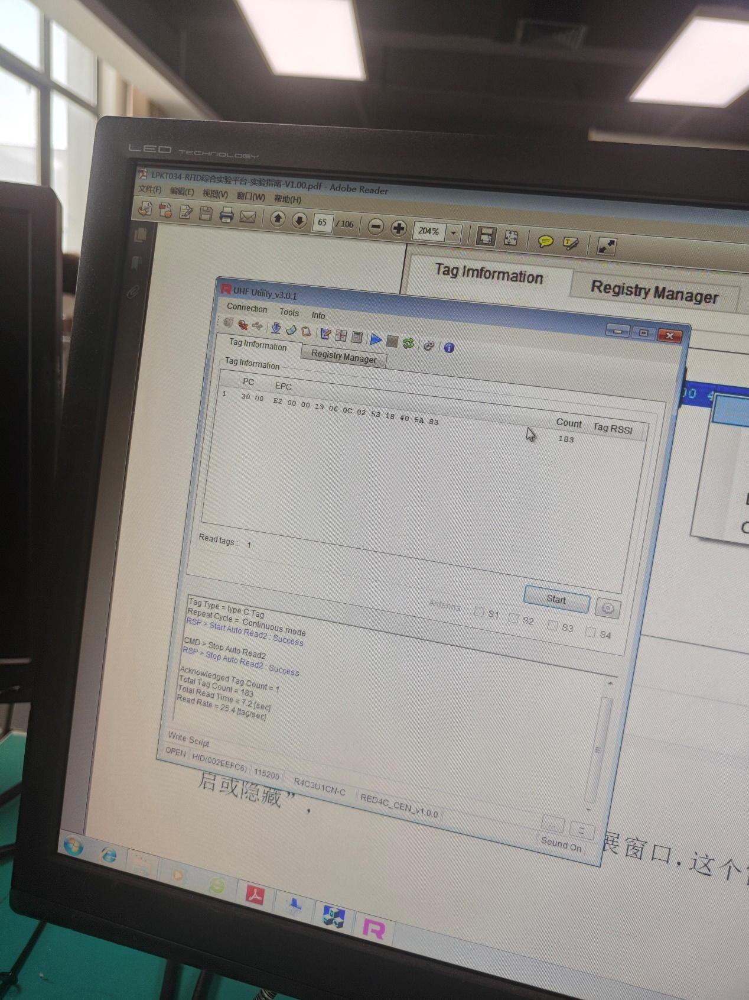 LED TECHNOLOGY
LPKT034-RFID综合实验平台-实验指南-V1.00.pdf - Adobe Reader
文件(F) 编辑(E) 视图(V) 窗口(W) 帮助(H)
65 / 106 204%
Tag Imformation Registry Manager
UHF Utility_v3.0.1
Connection Tools Info.
Tag Imformation Registry Manager
Tag Information
PC EPC Count Tag RSSI
1 30 00 E2 00 00 19 06 0C 02 53 18 40 5A B3 183
00 4
Read tags : 1
Start
Antenna S1 S2 S3 S4
Tag Type = type C Tag
Repeat Cycle = Continuous mode
RSP > Start Auto Read2 : Success
CMD > Stop Auto Read2
RSP > Stop Auto Read2 : Success
Acknowledged Tag Count = 1
Total Tag Count = 183
Total Read Time = 7.2 [sec]
Read Rate = 25.4 [tag/sec]
Write Script
... 
OPEN HID(002EEFC6) 115200 R4C3U1CN-C RED4C_CEN_v1.0.0 Sound On
启或隐藏”，
展窗口，这个